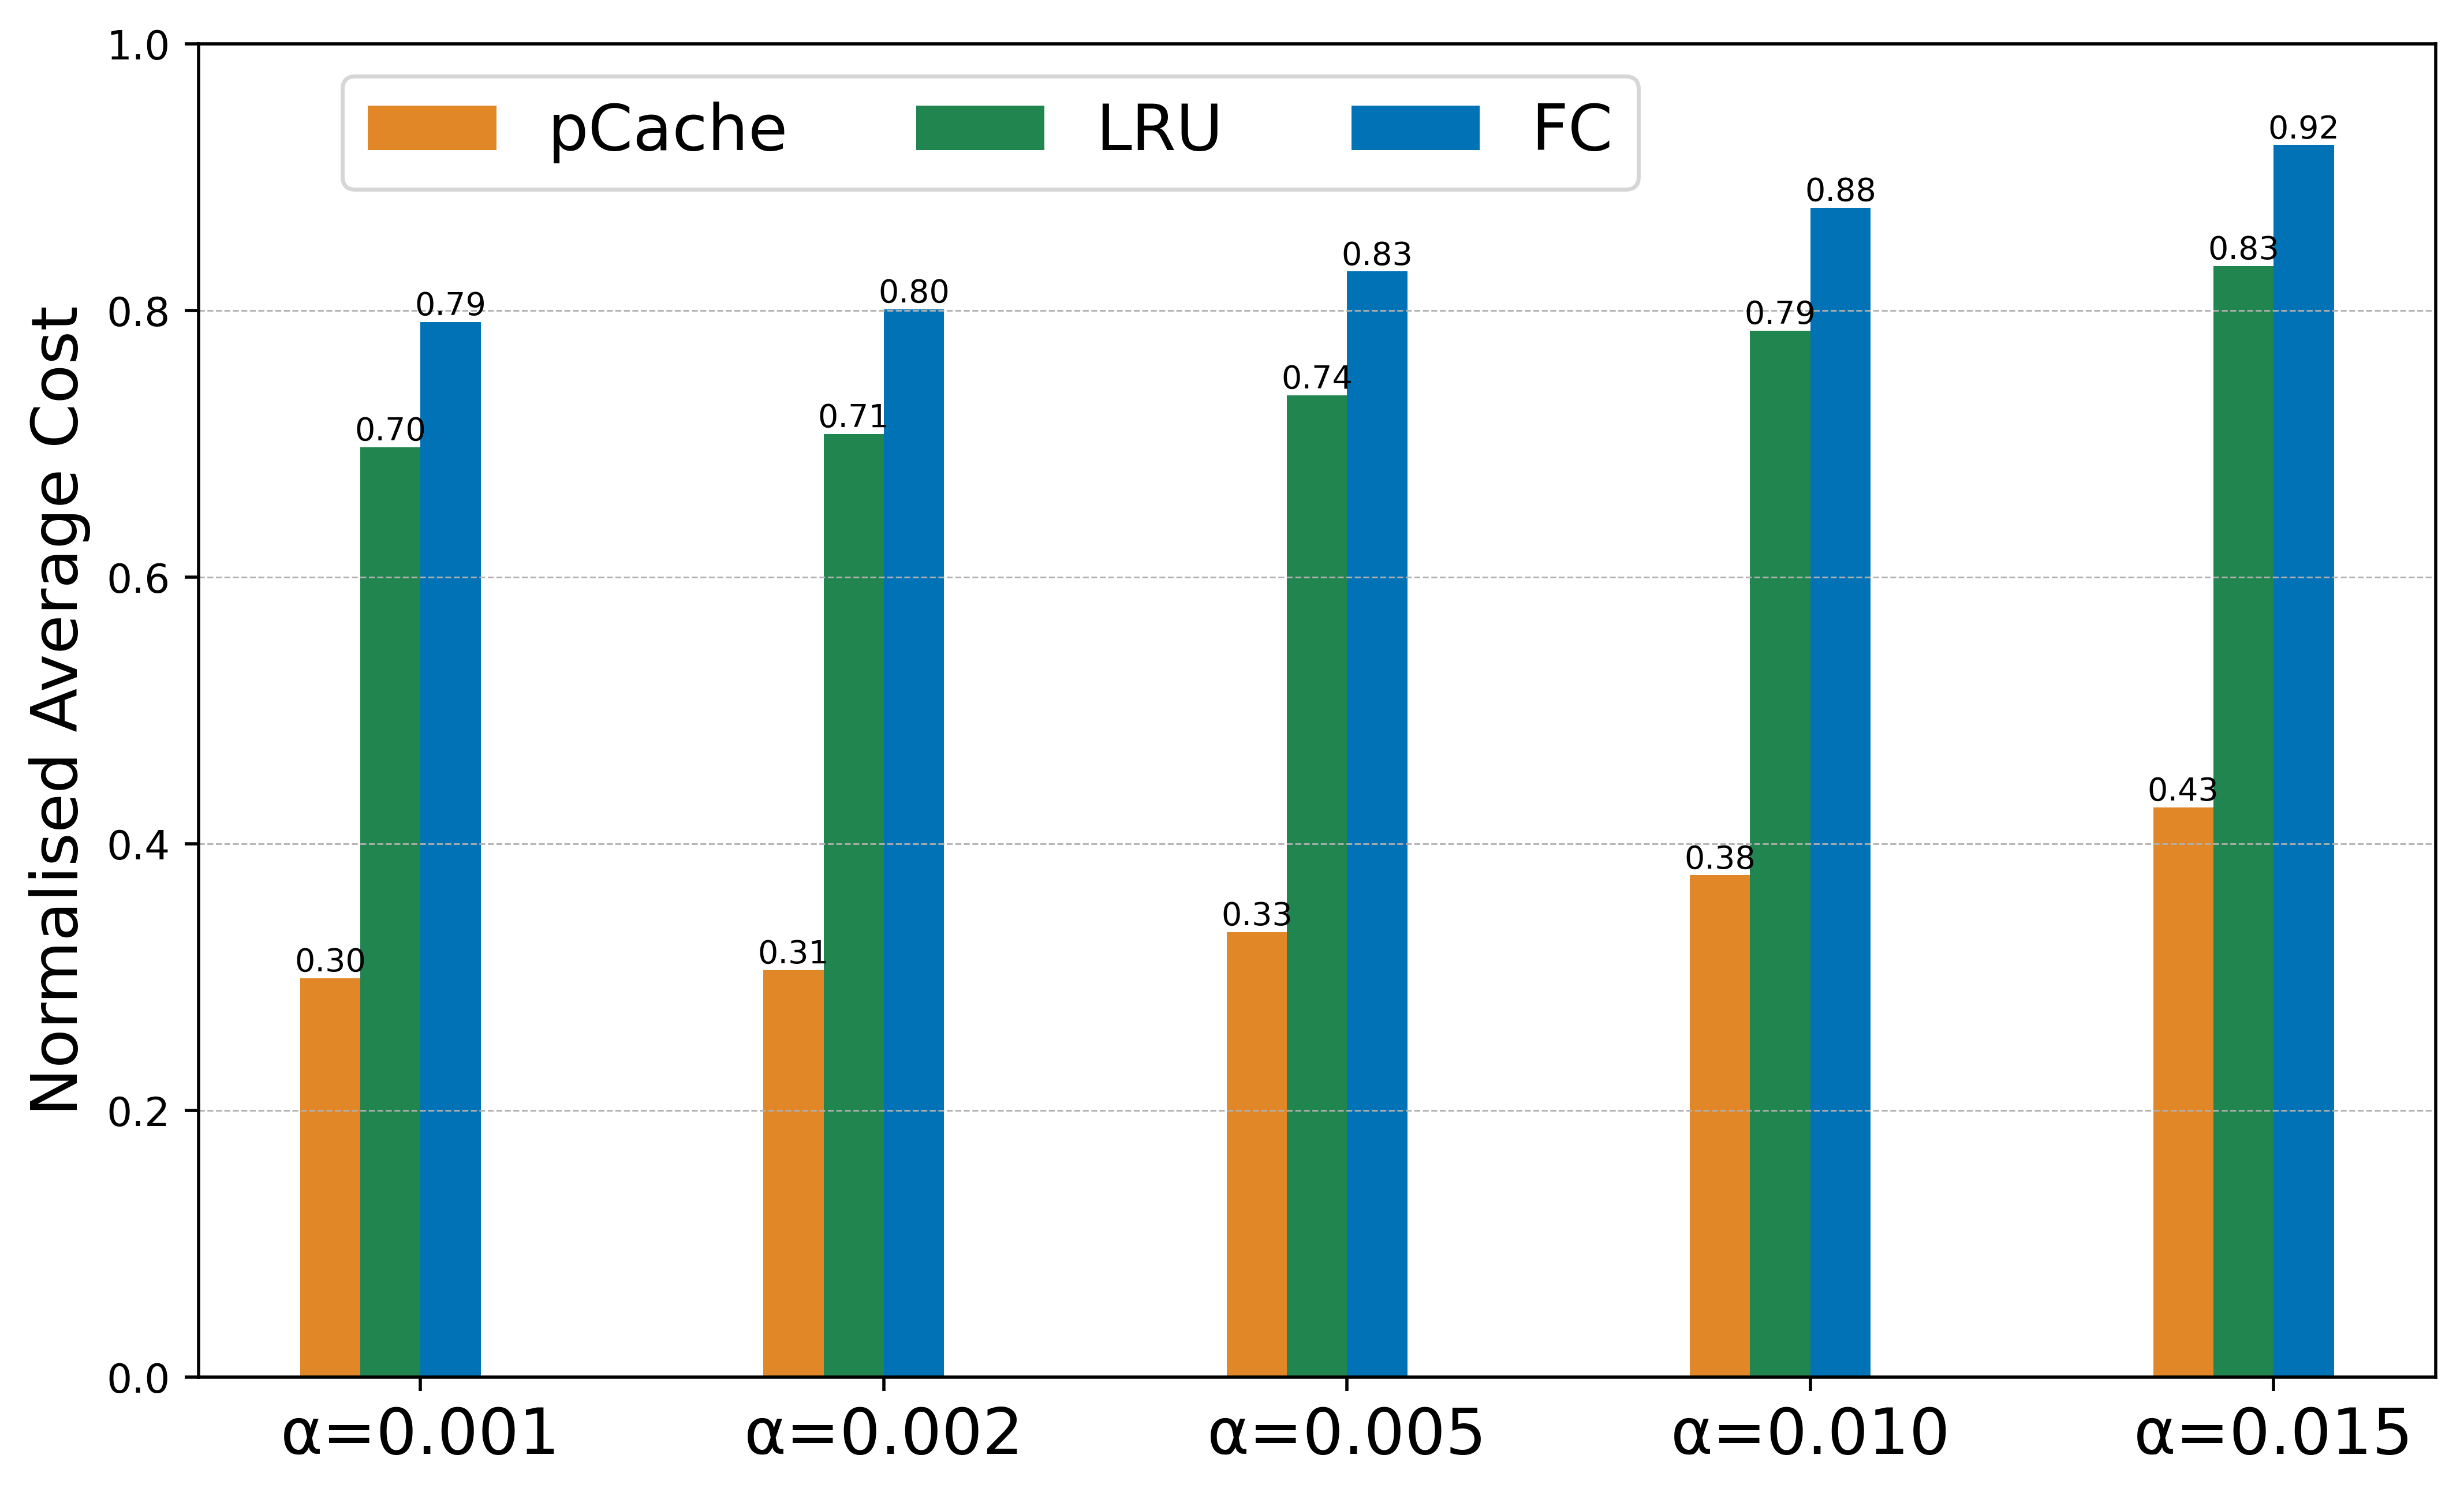 Normalised Average Cost
1.0
0.8
0.6
0.4
0.2
0.0
pCache LRU FC
0.30 0.70 0.79
0.31 0.71 0.80
0.33 0.74 0.83
0.38 0.79 0.88
0.43 0.83 0.92
α=0.001 α=0.002 α=0.005 α=0.010 α=0.015